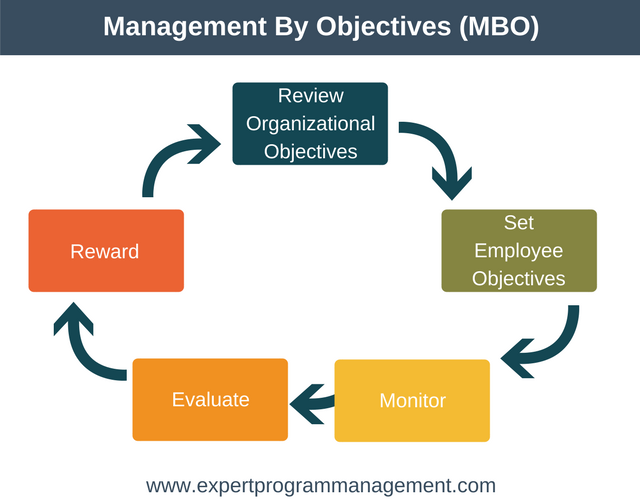 Management By Objectives (MBO)
Review
Organizational
Objectives
Set
Employee
Objectives
Reward
Evaluate
Monitor
www.expertprogrammanagement.com